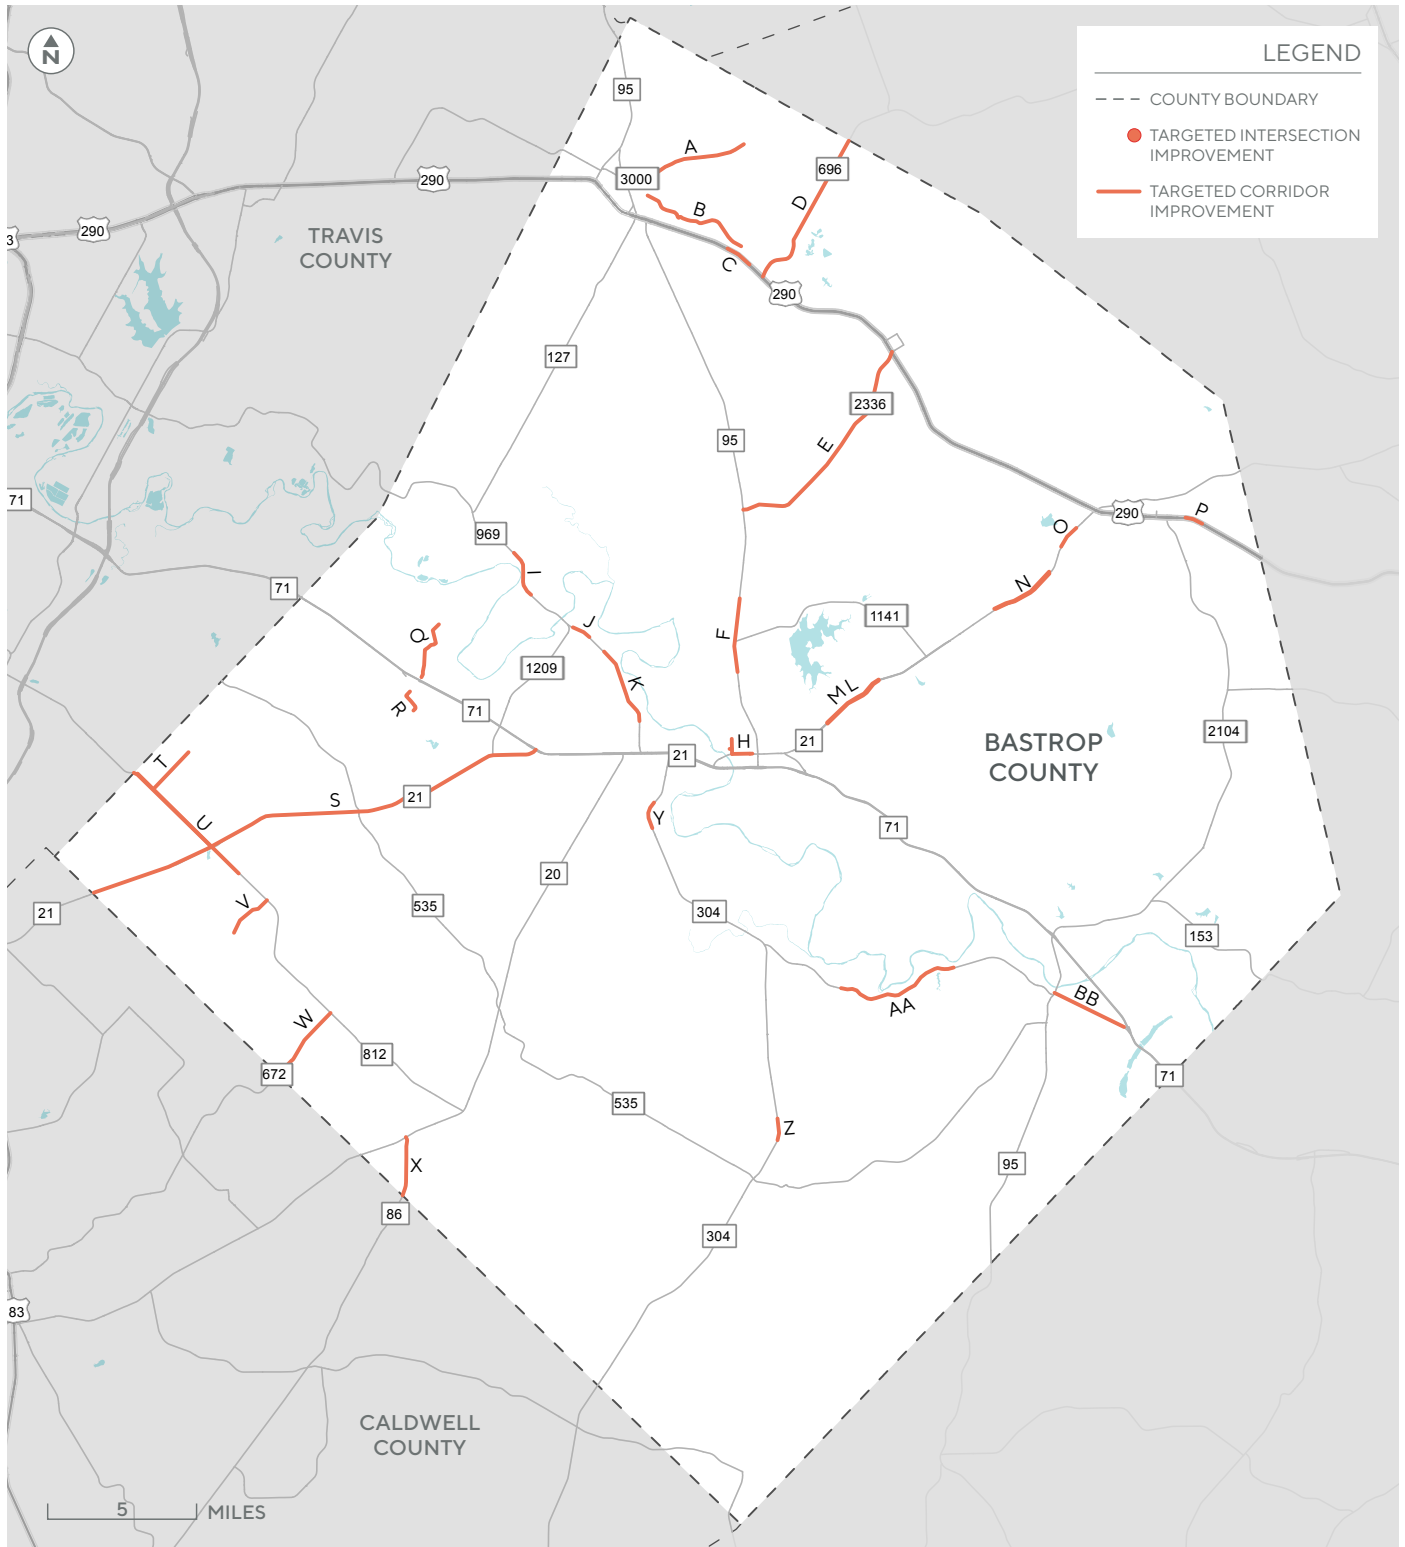 N
LEGEND
COUNTY BOUNDARY
TARGETED INTERSECTION
IMPROVEMENT
TARGETED CORRIDOR
IMPROVEMENT
95
A
3000
696
290
B
D
290
3
TRAVIS
COUNTY
C
290
127
2336
95
E
71
290
P
O
969
I
71
N
1141
J
F
Q
1209
K
M L
R
71
2104
H
21
21
BASTROP
COUNTY
T
S
21
U
Y
71
20
V
535
304
21
153
BB
AA
W
812
672
71
535
Z
X
95
86
304
83
CALDWELL
COUNTY
5
MILES